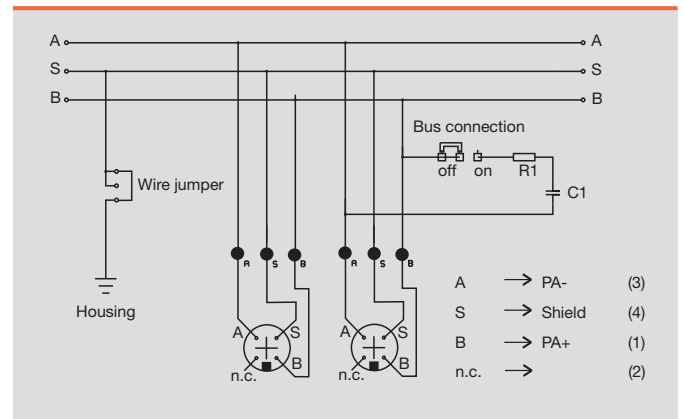 A A
S S
B B
Bus connection
off on R1
C1
Wire jumper
A S B A S B
Housing
A → PA- (3)
S → Shield (4)
B → PA+ (1)
n.c. → (2)
A S A S
B B
n.c. n.c.